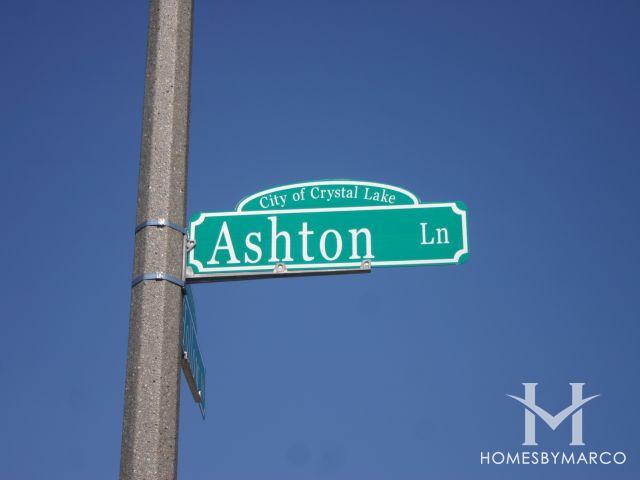 City of Crystal Lake
Ashton Ln
HOMESBYMARCO